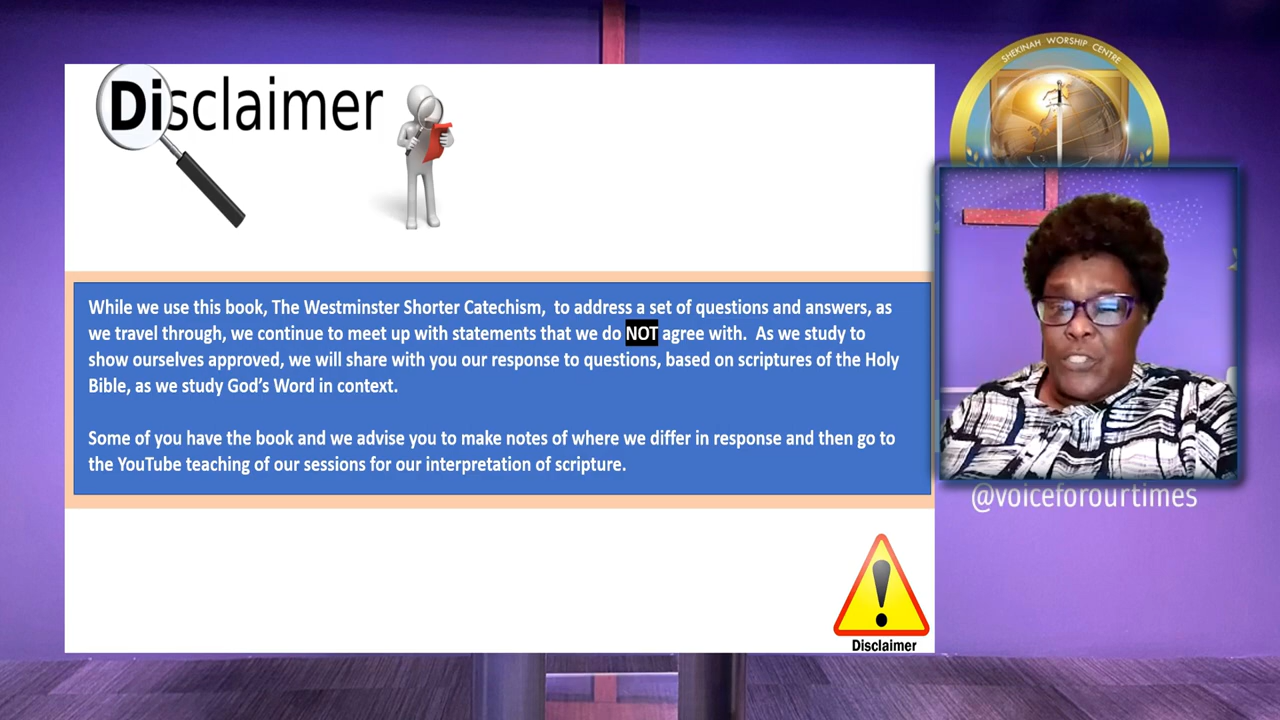 Disclaimer
SHEKINAH WORSHIP CENTRE
While we use this book, The Westminster Shorter Catechism,  to address a set of questions and answers, as
we travel through, we continue to meet up with statements that we do NOT agree with.  As we study to
show ourselves approved, we will share with you our response to questions, based on scriptures of the Holy
Bible, as we study God's Word in context.
Some of you have the book and we advise you to make notes of where we differ in response and then go to
the YouTube teaching of our sessions for our interpretation of scripture.
@voiceforourtimes
Disclaimer